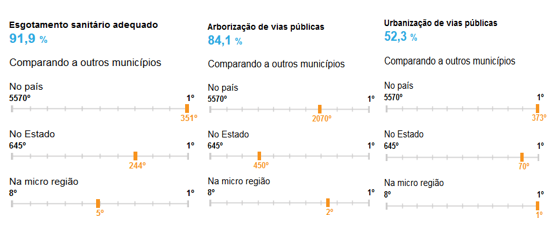 Esgotamento sanitário adequado
91,9 %
Comparando a outros municípios
No país
5570º 1º
351º
No Estado
645º 1º
244º
Na micro região
8º 1º
5º
Arborização de vias públicas
84,1 %
Comparando a outros municípios
No país
5570º 1º
2070º
No Estado
645º 1º
450º
Na micro região
8º 1º
2º
Urbanização de vias públicas
52,3 %
Comparando a outros municípios
No país
5570º 1º
373º
No Estado
645º 1º
70º
Na micro região
8º 1º
1º